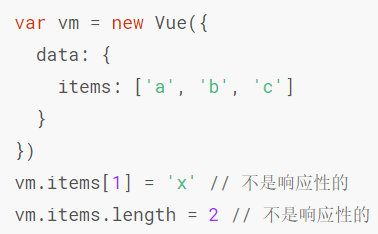 var vm = new Vue({
  data: {
    items: ['a', 'b', 'c']
  }
})
vm.items[1] = 'x' // 不是响应性的
vm.items.length = 2 // 不是响应性的